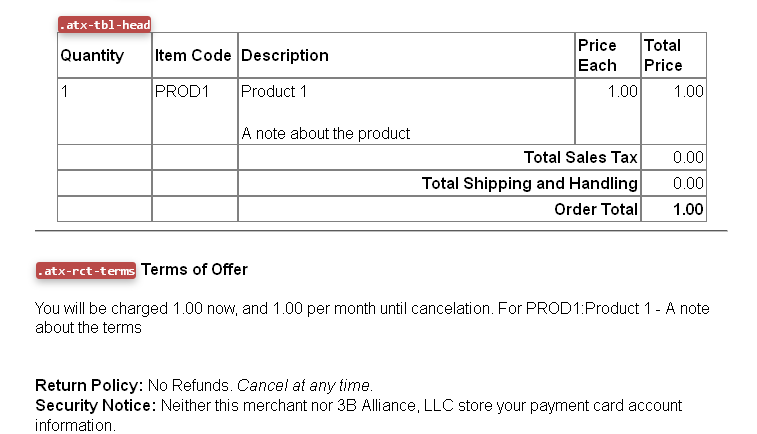 .atx-tbl-head
Quantity Item Code Description Price Each Total Price
1 PROD1 Product 1 1.00 1.00
A note about the product
Total Sales Tax 0.00
Total Shipping and Handling 0.00
Order Total 1.00
.atx-rct-terms Terms of Offer
You will be charged 1.00 now, and 1.00 per month until cancelation. For PROD1:Product 1 - A note
about the terms
Return Policy: No Refunds. Cancel at any time.
Security Notice: Neither this merchant nor 3B Alliance, LLC store your payment card account
information.